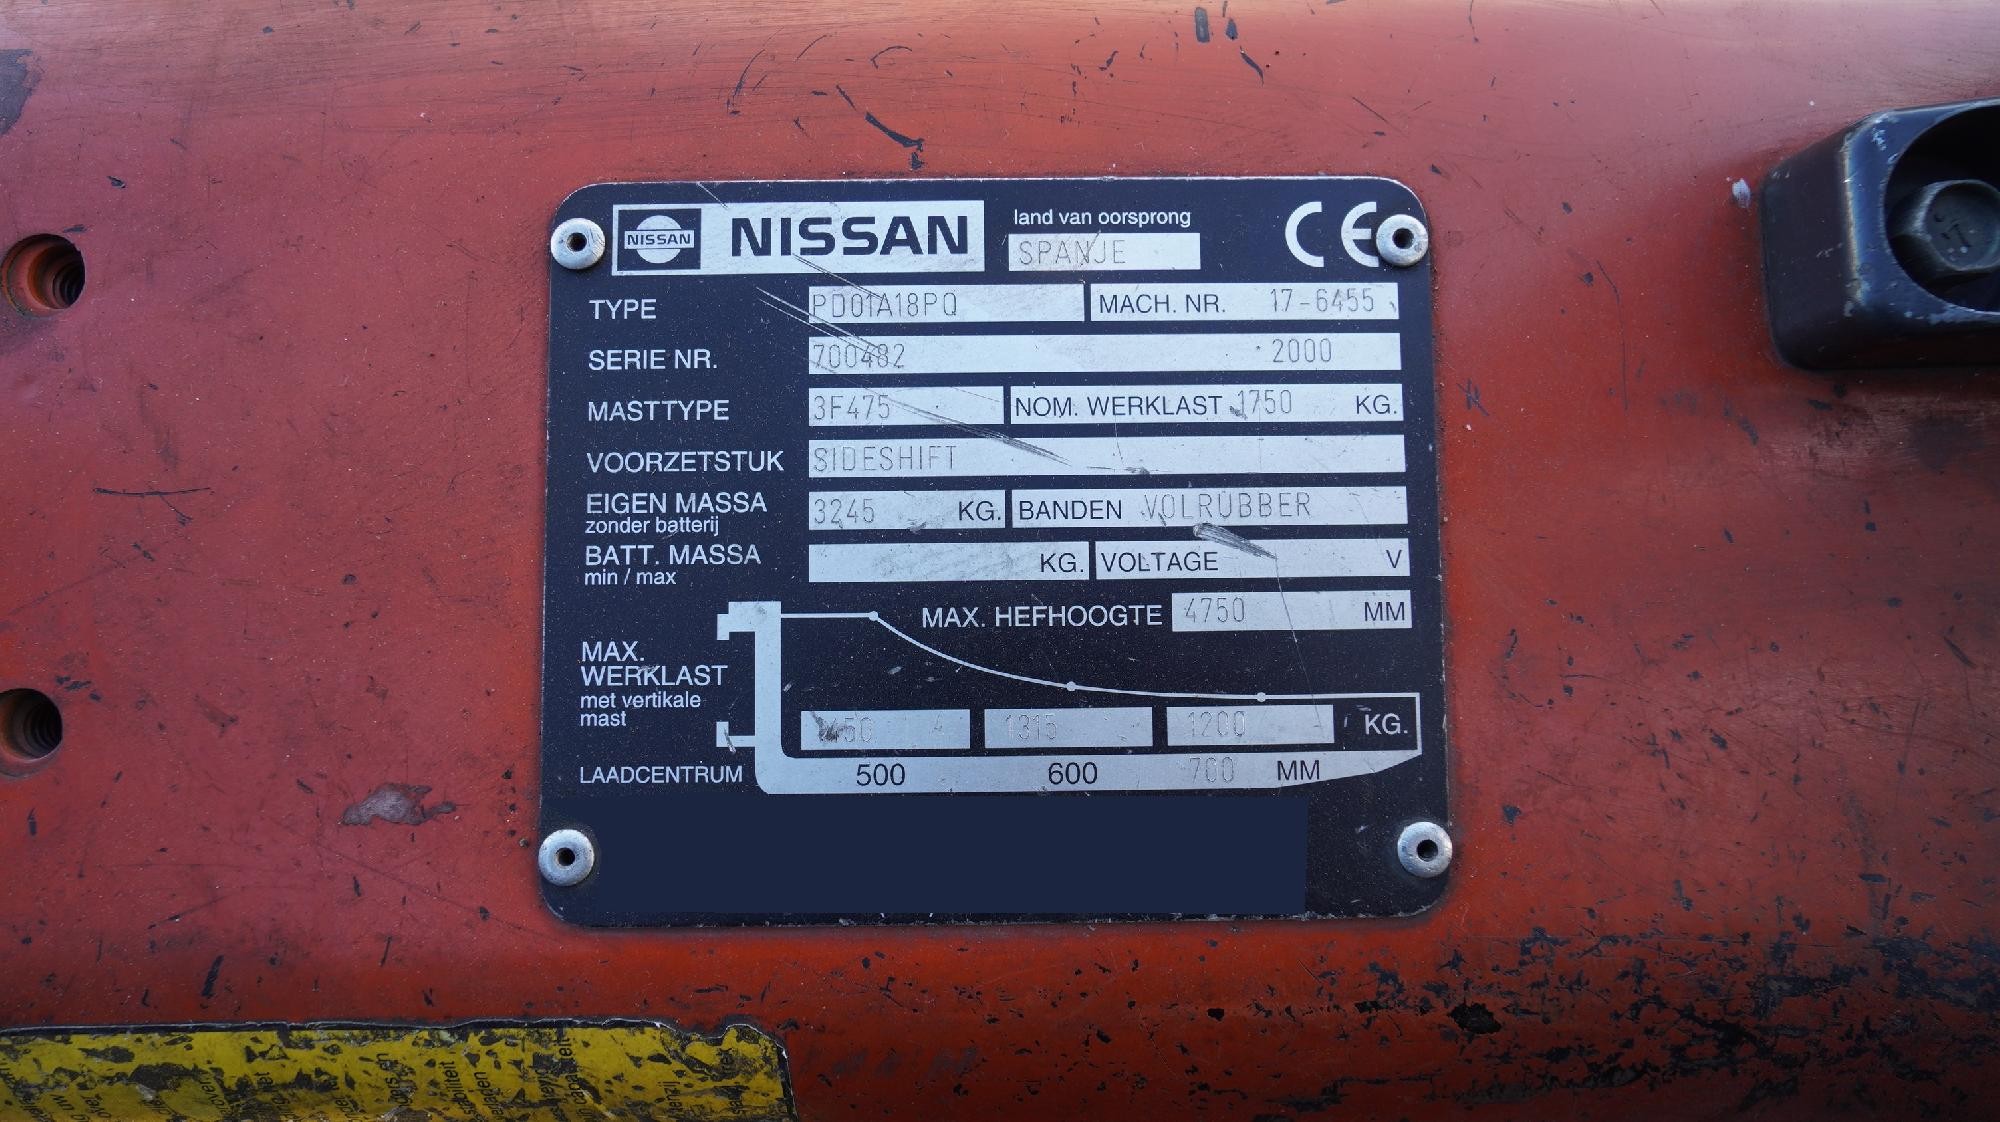 NISSAN NISSAN land van oorsprong
SPANJE
TYPE PD01A18PQ MACH. NR. 17-6455
SERIE NR. 700482 2000
MASTTYPE 3F475 NOM. WERKLAST 1750 KG.
VOORZETSTUK SIDESHIFT
EIGEN MASSA 3245 KG. BANDEN VOLRUBBER
zonder batterij
BATT. MASSA KG. VOLTAGE V
min / max
MAX. HEFHOOGTE 4750 MM
MAX.
WERKLAST
met vertikale
mast
1315 1200 KG.
LAADCENTRUM 500 600 700 MM